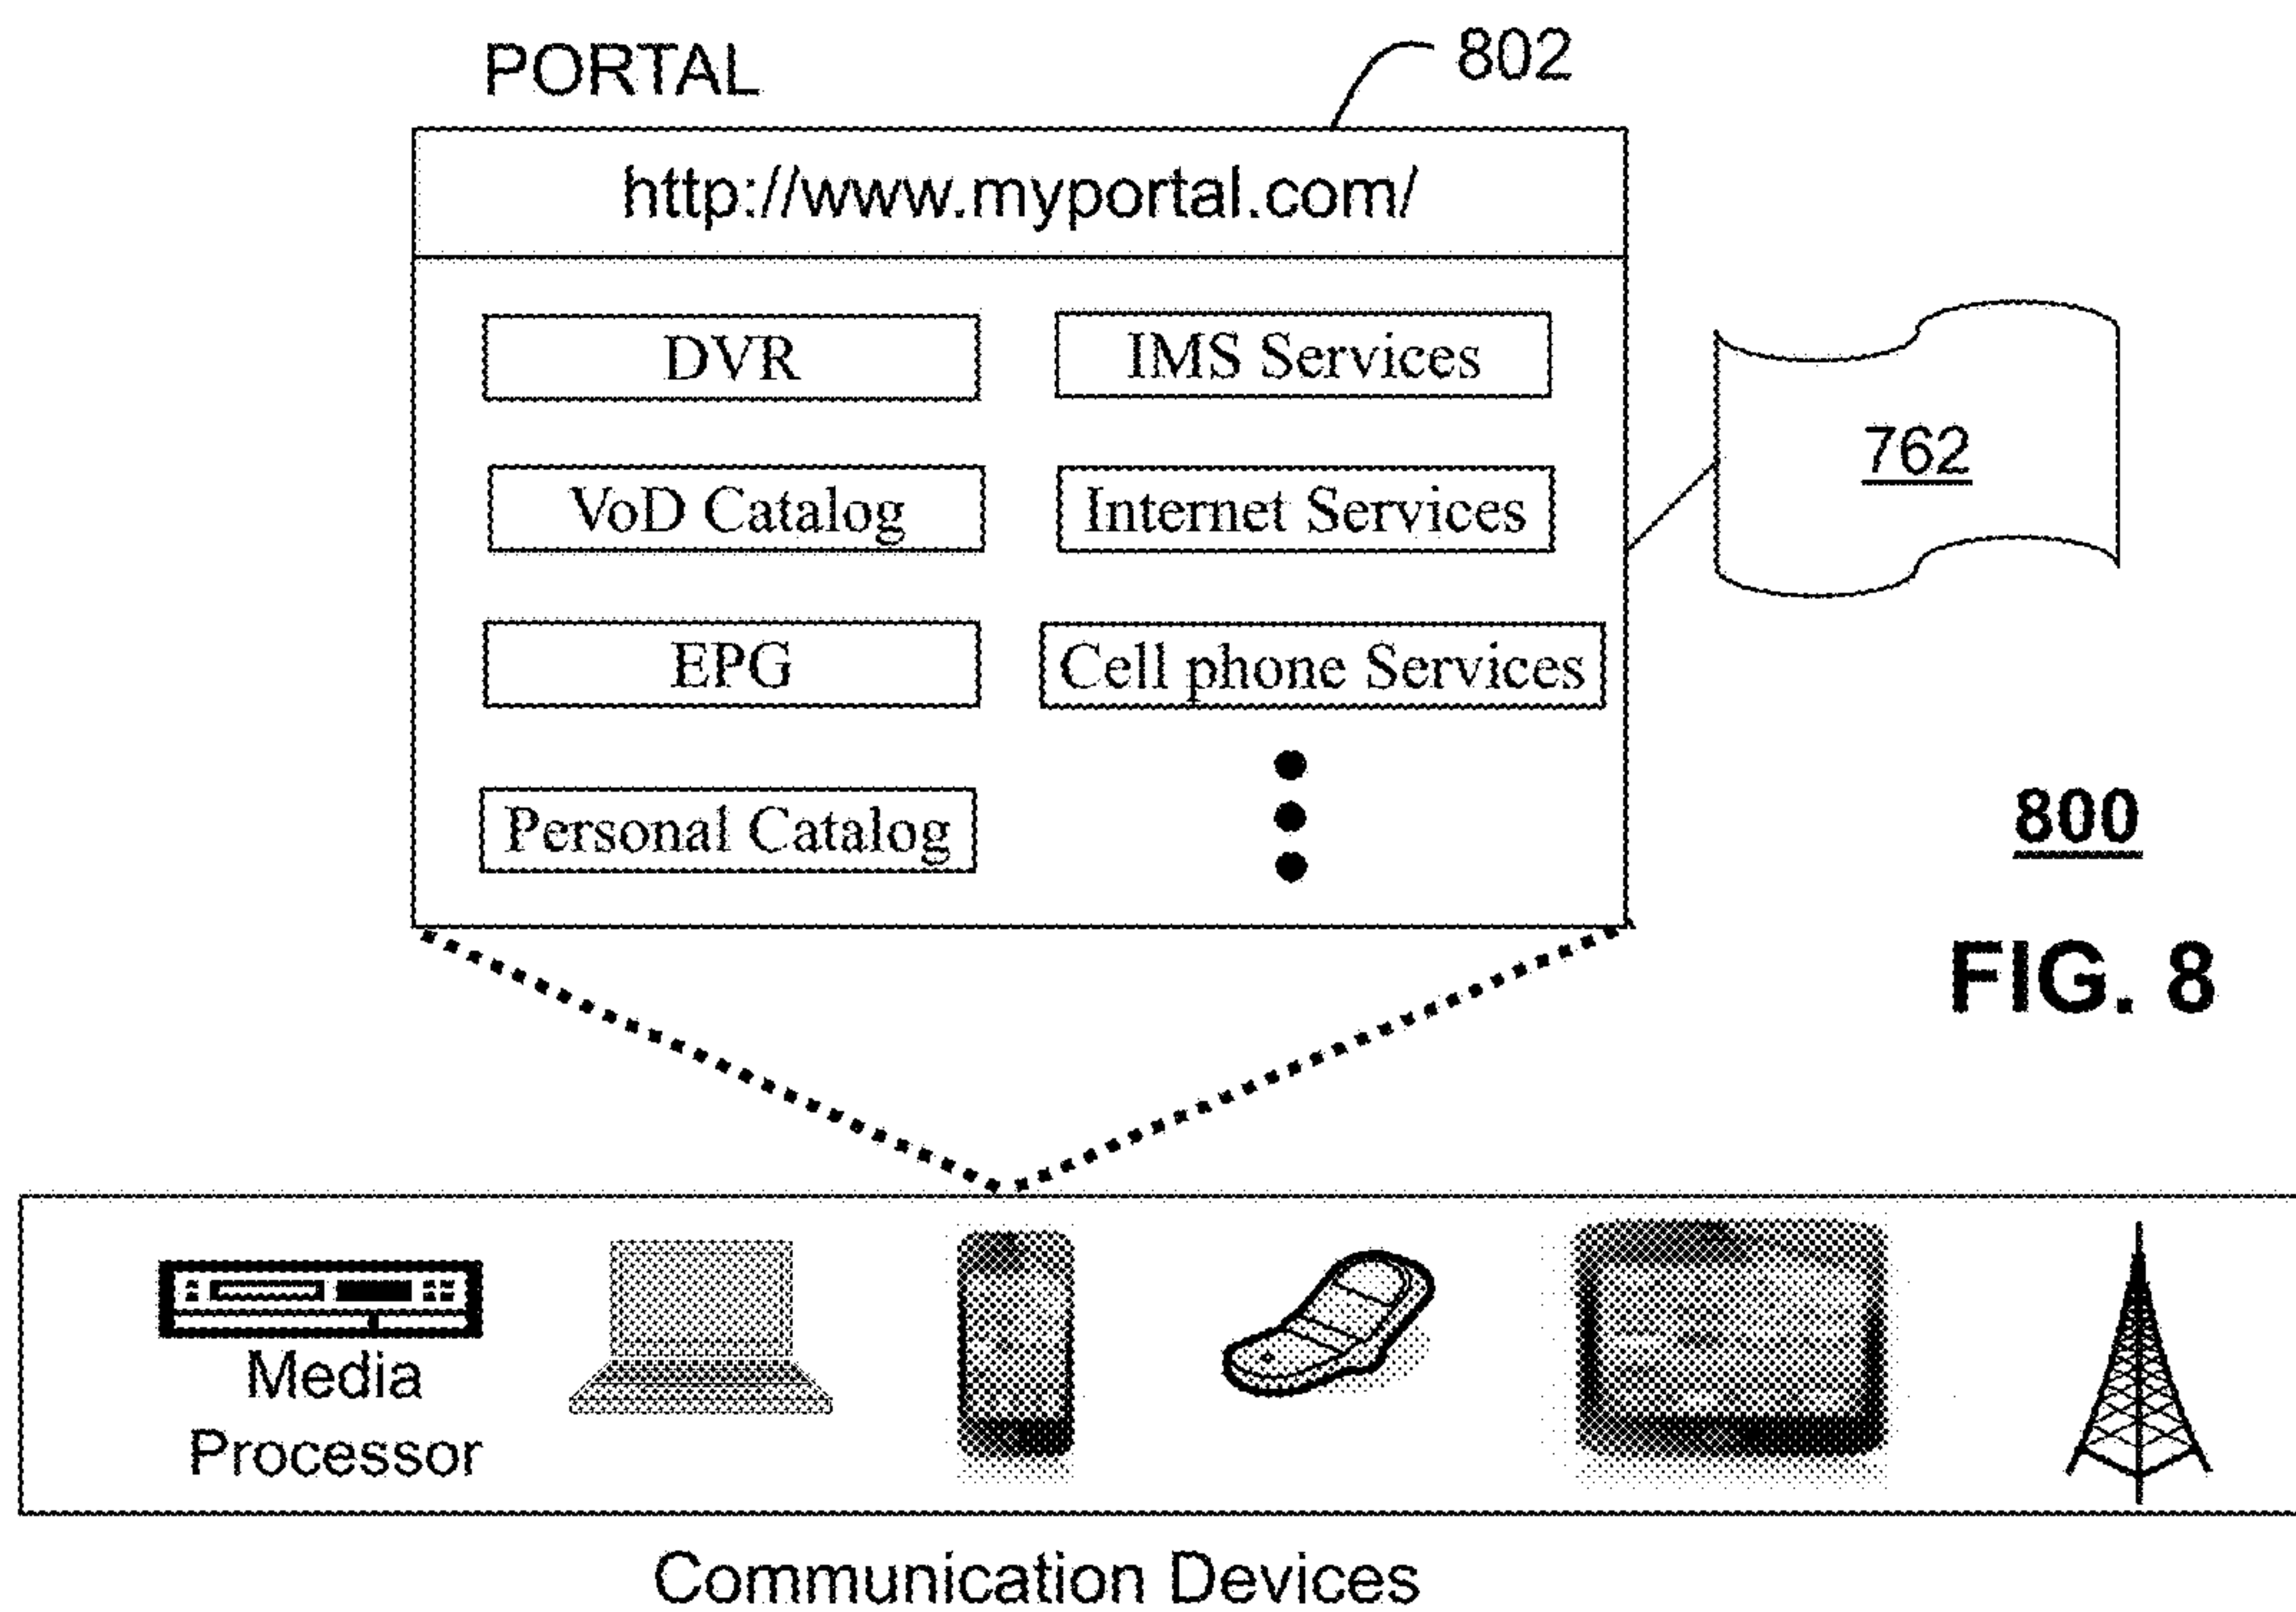 PORTAL
802
http://www.myportal.com/
DVR
IMS Services
VoD Catalog
Internet Services
762
EPG
Cell phone Services
Personal Catalog
800
FIG. 8
Media
Processor
Communication Devices